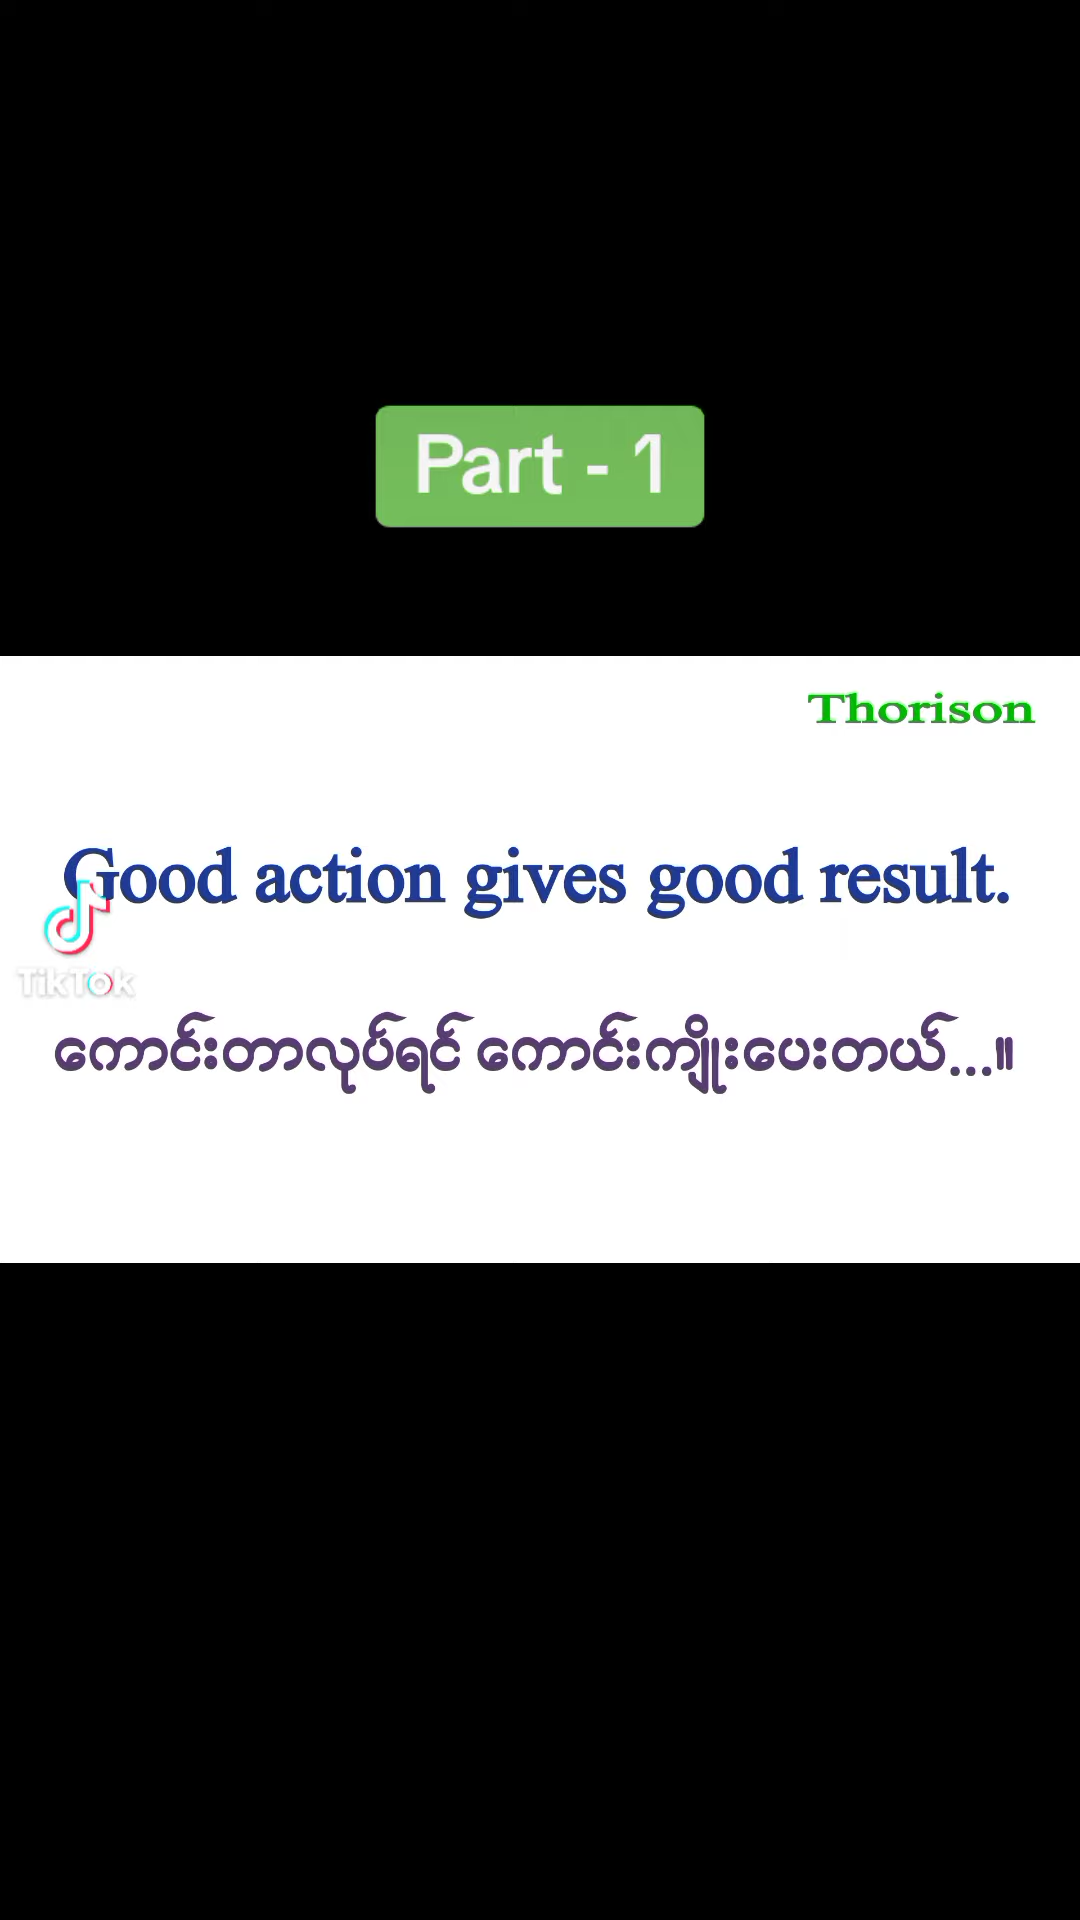 Part - 1
Thorison
Good action gives good result.
TikTok
ကောင်းတာလုပ်ရင် ကောင်းကျိုးပေးတယ်...။